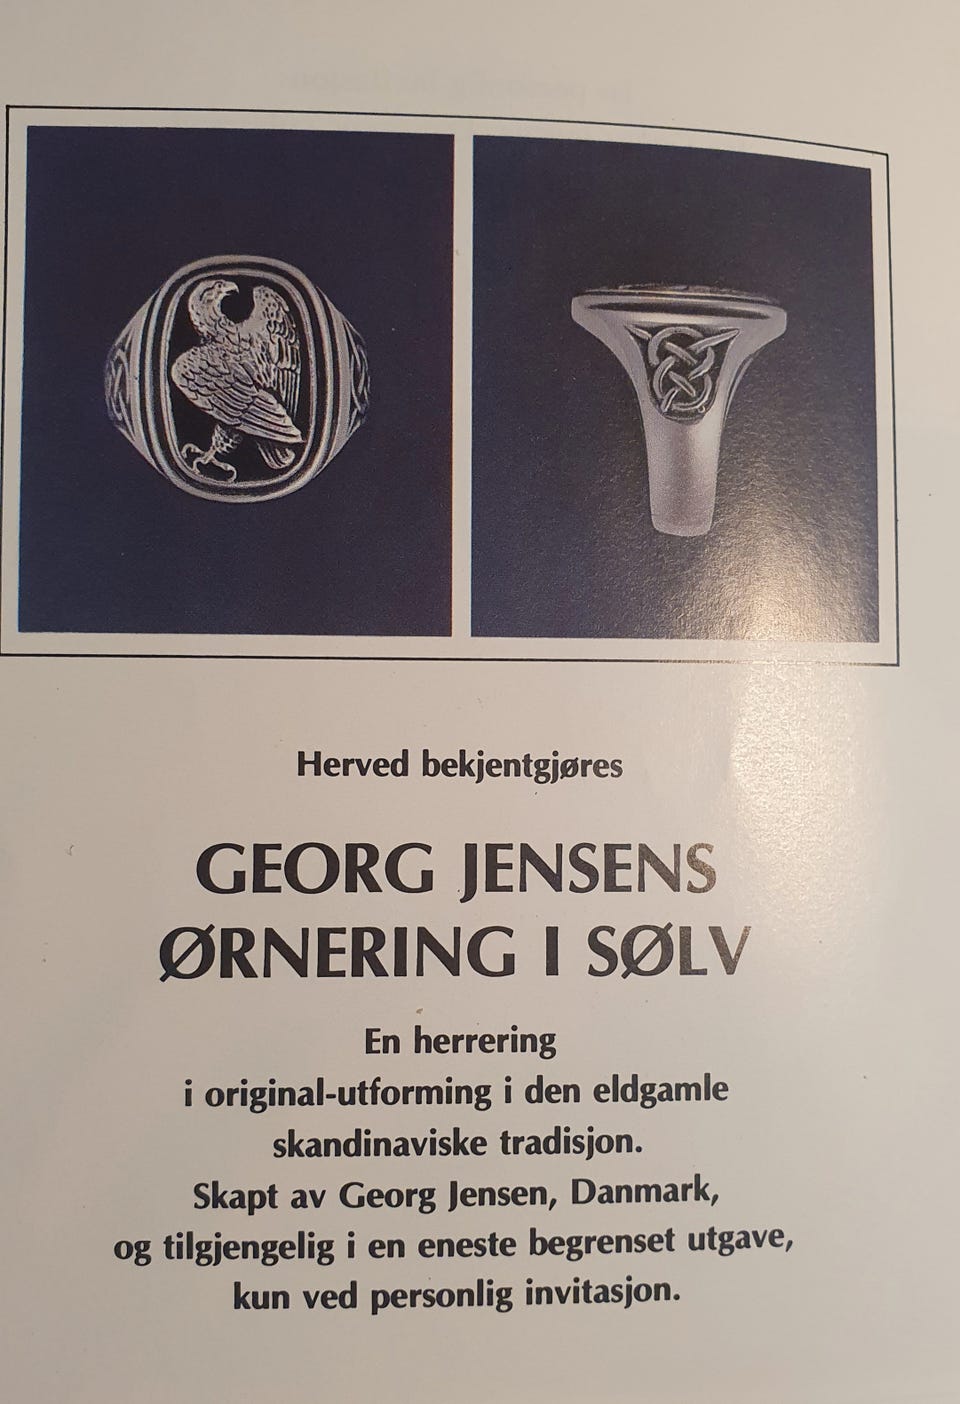 Herved bekjentgjøres
GEORG JENSENS
ØRNERING I SØLV
En herrering
i original-utforming i den eldgamle
skandinaviske tradisjon.
Skapt av Georg Jensen, Danmark,
og tilgjengelig i en eneste begrenset utgave,
kun ved personlig invitasjon.